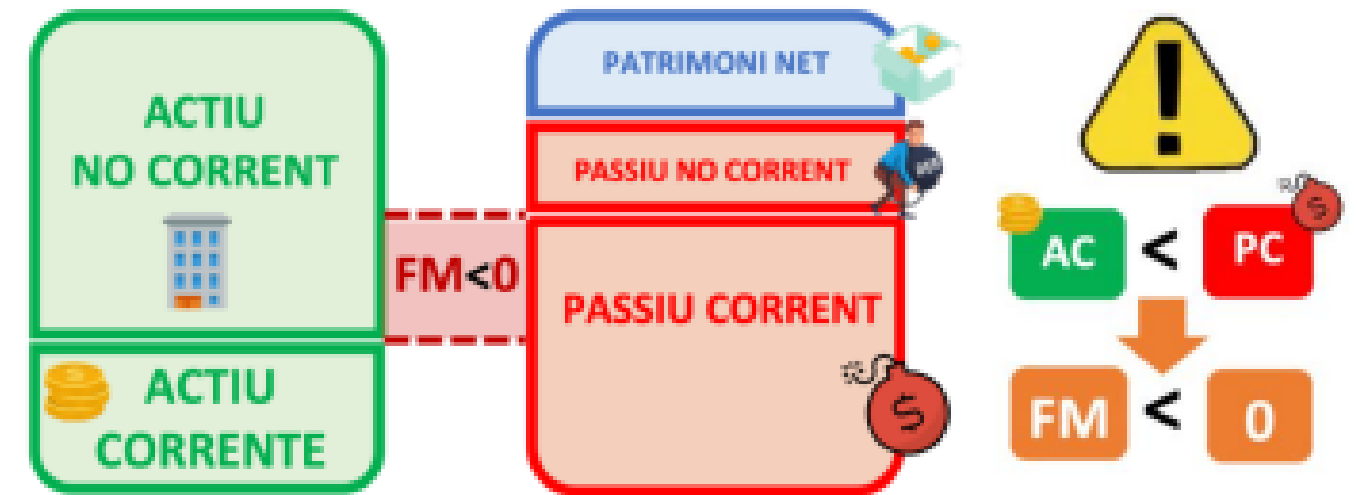 ACTIU
NO CORRENT
ACTIU
CORRENTE
FM<0
PATRIMONI NET
PASSIU NO CORRENT
PASSIU CORRENT
$
!
$
AC < PC
FM < 0